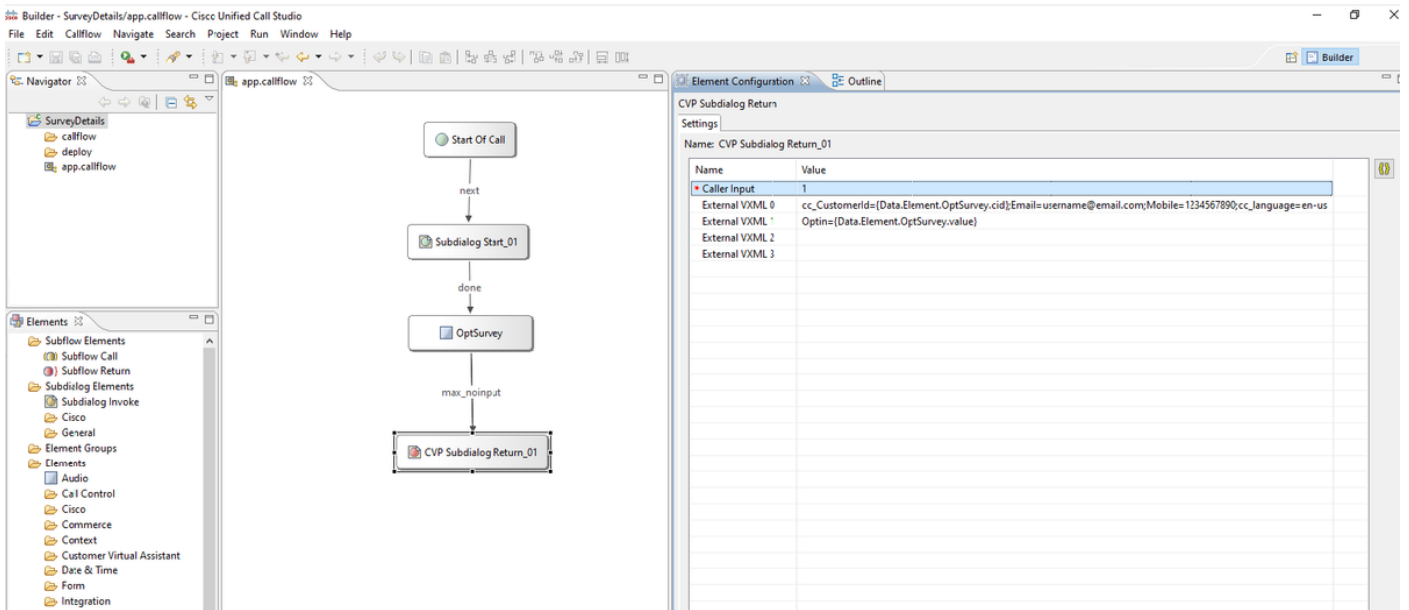 Builder - SurveyDetails/app.callflow - Cisco Unified Call Studio
File Edit Callflow Navigate Search Project Run Window Help
Builder
Navigator
SurveyDetails
callflow
deploy
app.callflow
Elements
Subflow Elements
Subflow Call
Subflow Return
Subdialog Elements
Subdialog Invoke
Cisco
General
Element Groups
Elements
Audio
Call Control
Cisco
Commerce
Context
Customer Virtual Assistant
Date & Time
Form
Integration
app.callflow
Start Of Call
next
Subdialog Start_01
done
OptSurvey
max_noinput
CVP Subdialog Return_01
Element Configuration
Outline
CVP Subdialog Return
Settings
Name: CVP Subdialog Return_01
Name Value
* Caller Input 1
External VXML 0 cc_CustomerId={Data.Element.OptSurvey.cid};Email=username@email.com;Mobile=1234567890;cc_language=en-us
External VXML 1 Optin={Data.Element.OptSurvey.value}
External VXML 2
External VXML 3